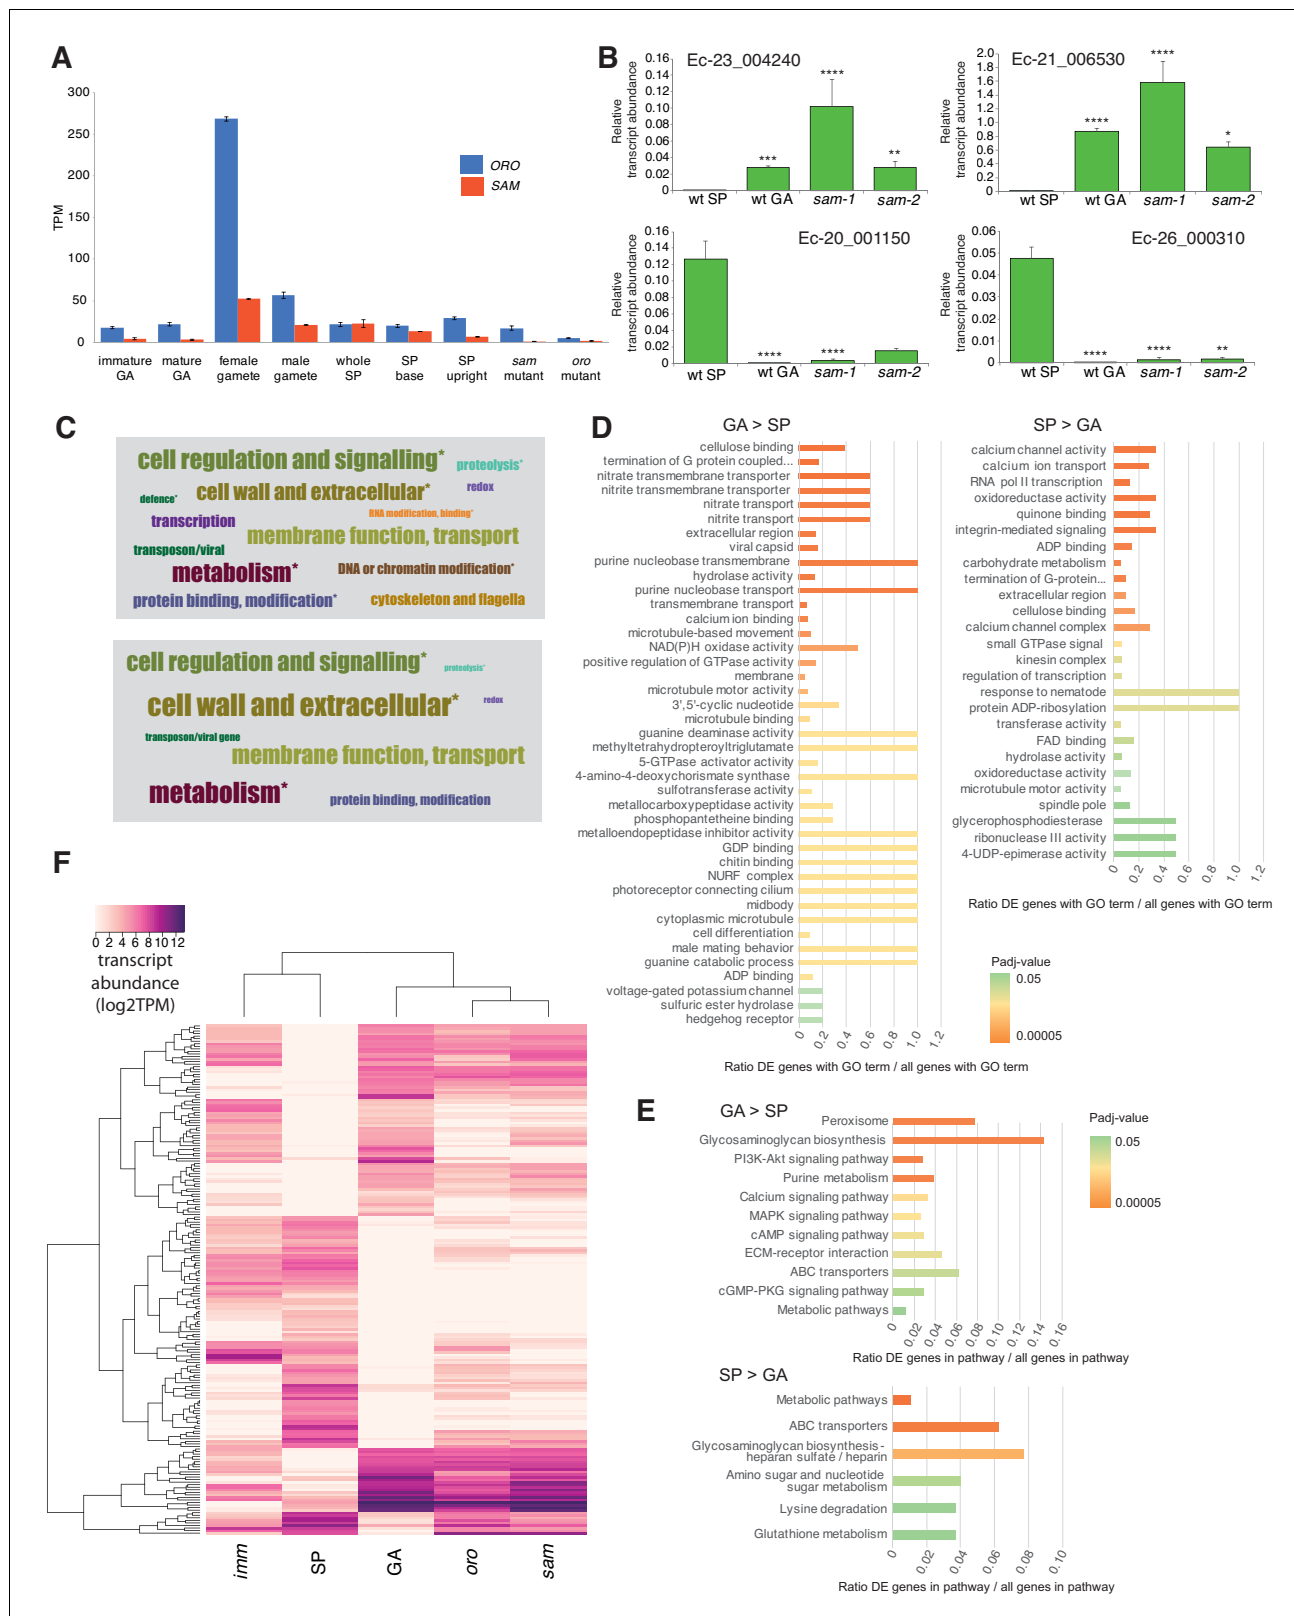 A
TPM
300
250
200
150
100
50
0
ORO
SAM
immature GA
mature GA
female gamete
male gamete
whole SP
SP base
SP upright
sam mutant
oro mutant
B
Ec-23_004240
Relative transcript abundance
0.16
0.14
0.12
0.10
0.08
0.06
0.04
0.02
0
***
****
**
wt SP
wt GA
sam-1
sam-2
Ec-21_006530
Relative transcript abundance
2.0
1.8
1.6
1.4
1.2
1.0
0.8
0.6
0.4
0.2
0
****
****
*
wt SP
wt GA
sam-1
sam-2
Ec-20_001150
Relative transcript abundance
0.16
0.14
0.12
0.10
0.08
0.06
0.04
0.02
0
****
****
wt SP
wt GA
sam-1
sam-2
Ec-26_000310
Relative transcript abundance
0.06
0.05
0.04
0.03
0.02
0.01
0
****
****
**
wt SP
wt GA
sam-1
sam-2
C
cell regulation and signalling*
proteolysis*
defence*
cell wall and extracellular*
redox
transcription
RNA modification, binding*
membrane function, transport
transposon/viral
metabolism*
DNA or chromatin modification*
protein binding, modification*
cytoskeleton and flagella
cell regulation and signalling*
proteolysis*
cell wall and extracellular*
redox
transposon/viral gene
membrane function, transport
metabolism*
protein binding, modification
D
GA > SP
cellulose binding
termination of G protein coupled...
nitrate transmembrane transporter
nitrite transmembrane transporter
nitrate transport
nitrite transport
extracellular region
viral capsid
purine nucleobase transmembrane
hydrolase activity
purine nucleobase transport
transmembrane transport
calcium ion binding
microtubule-based movement
NAD(P)H oxidase activity
positive regulation of GTPase activity
membrane
microtubule motor activity
3',5'-cyclic nudeotide
microtubule binding
guanine deaminase activity
methyltetrahydropteroyltriglutamate
5-GTPase activator activity
4-amino-4-deoxychorismate synthase
sulfotransferase activity
metallocarboxypeptidase activity
phosphopantetheine binding
metalloendopeptidase inhibitor activity
GDP binding
chitin binding
NURF complex
photoreceptor connecting cilium
midbody
cytoplasmic microtubule
cell differentiation
male mating behavior
guanine catabolic process
ADP binding
voltage-gated potassium channel
sulfuric ester hydrolase
hedgehog receptor
0
0.2
0.4
0.6
0.8
1.0
1.2
Ratio DE genes with GO term / all genes with GO term
SP > GA
calcium channel activity
calcium ion transport
RNA pol II transcription
oxidoreductase activity
quinone binding
integrin-mediated signaling
ADP binding
carbohydrate metabolism
termination of G-protein...
extracellular region
cellulose binding
calcium channel complex
small GTPase signal
kinesin complex
regulation of transcription
response to nematode
protein ADP-ribosylation
transferase activity
FAD binding
hydrolase activity
oxidoreductase activity
microtubule motor activity
spindle pole
glycerophosphodiesterase
ribonuclease III activity
4-UDP-epimerase activity
0
0.2
0.4
0.6
0.8
1.0
1.2
Ratio DE genes with GO term / all genes with GO term
Padj-value
0.05
0.00005
E
GA > SP
Peroxisome
Glycosaminoglycan biosynthesis
PI3K-Akt signaling pathway
Purine metabolism
Calcium signaling pathway
MAPK signaling pathway
cAMP signaling pathway
ECM-receptor interaction
ABC transporters
cGMP-PKG signaling pathway
Metabolic pathways
0
0.02
0.04
0.06
0.08
0.10
0.12
0.14
0.16
Ratio DE genes in pathway / all genes in pathway
Padj-value
0.05
0.00005
SP > GA
Metabolic pathways
ABC transporters
Glycosaminoglycan biosynthesis -
heparan sulfate / heparin
Amino sugar and nucleotide
sugar metabolism
Lysine degradation
Glutathione metabolism
0
0.02
0.04
0.06
0.08
0.10
Ratio DE genes in pathway / all genes in pathway
F
0 2 4 6 8 10 12
transcript
abundance
(log2TPM)
imm
SP
GA
oro
sam